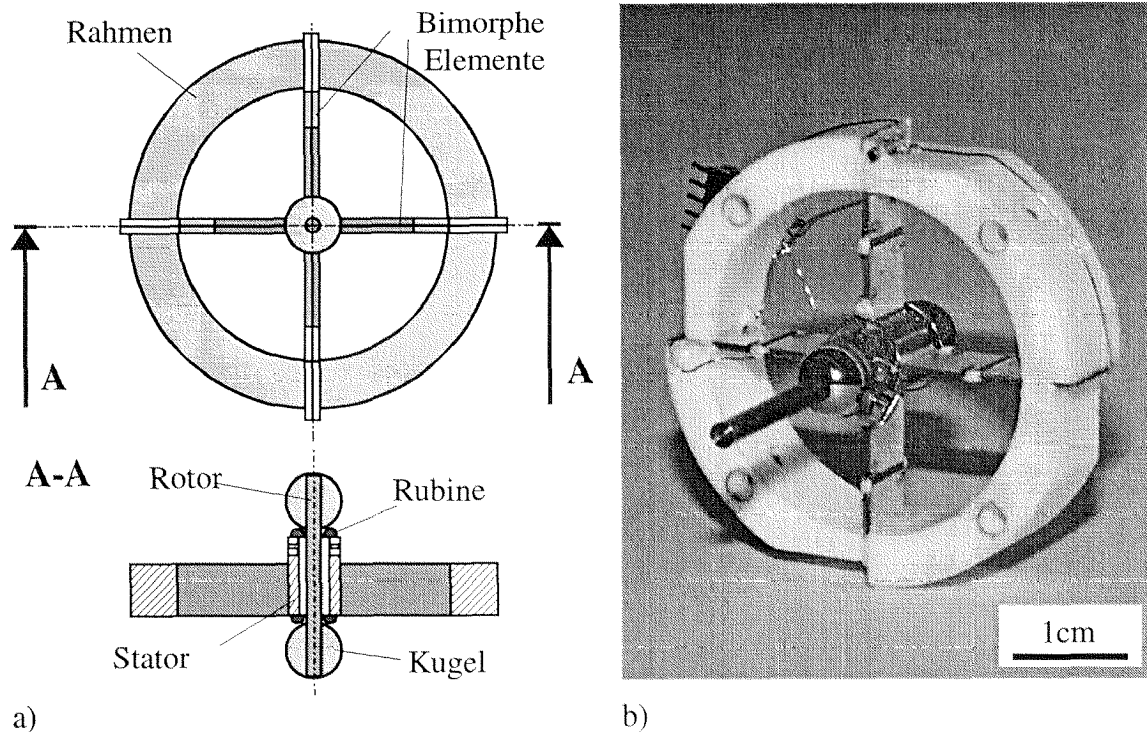 Rahmen
Bimorphe
Elemente
A
A
A-A
Rotor
Rubine
Stator
Kugel
a)
1cm
b)